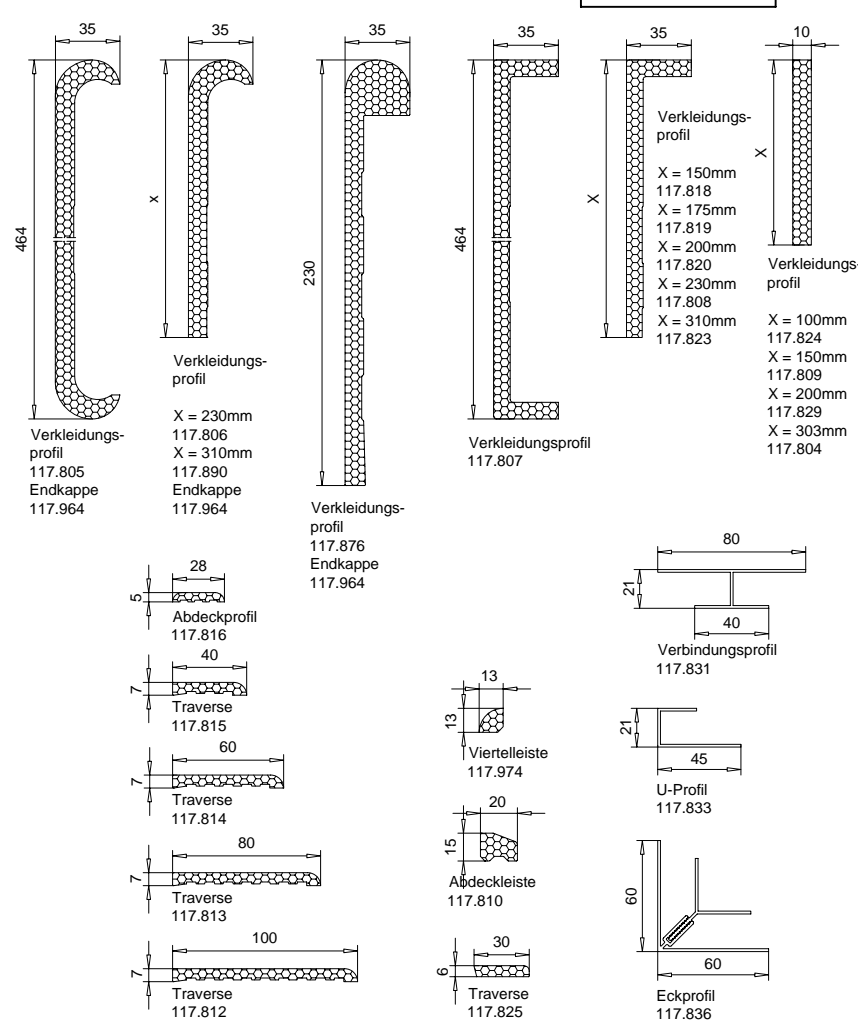 35
464
Verkleidungs-
profil
117.805
Endkappe
117.964
35
x
Verkleidungs-
profil
X = 230mm
117.806
X = 310mm
117.890
Endkappe
117.964
35
230
Verkleidungs-
profil
117.876
Endkappe
117.964
35
464
Verkleidungsprofil
117.807
35
X
Verkleidungs-
profil
X = 150mm
117.818
X = 175mm
117.819
X = 200mm
117.820
X = 230mm
117.808
X = 310mm
117.823
10
X
Verkleidungs-
profil
X = 100mm
117.824
X = 150mm
117.809
X = 200mm
117.829
X = 303mm
117.804
28
5
Abdeckprofil
117.816
40
7
Traverse
117.815
60
7
Traverse
117.814
80
7
Traverse
117.813
100
7
Traverse
117.812
13
13
Viertelleiste
117.974
20
15
Abdeckleiste
117.810
30
6
Traverse
117.825
80
21
40
Verbindungsprofil
117.831
21
45
U-Profil
117.833
60
60
Eckprofil
117.836